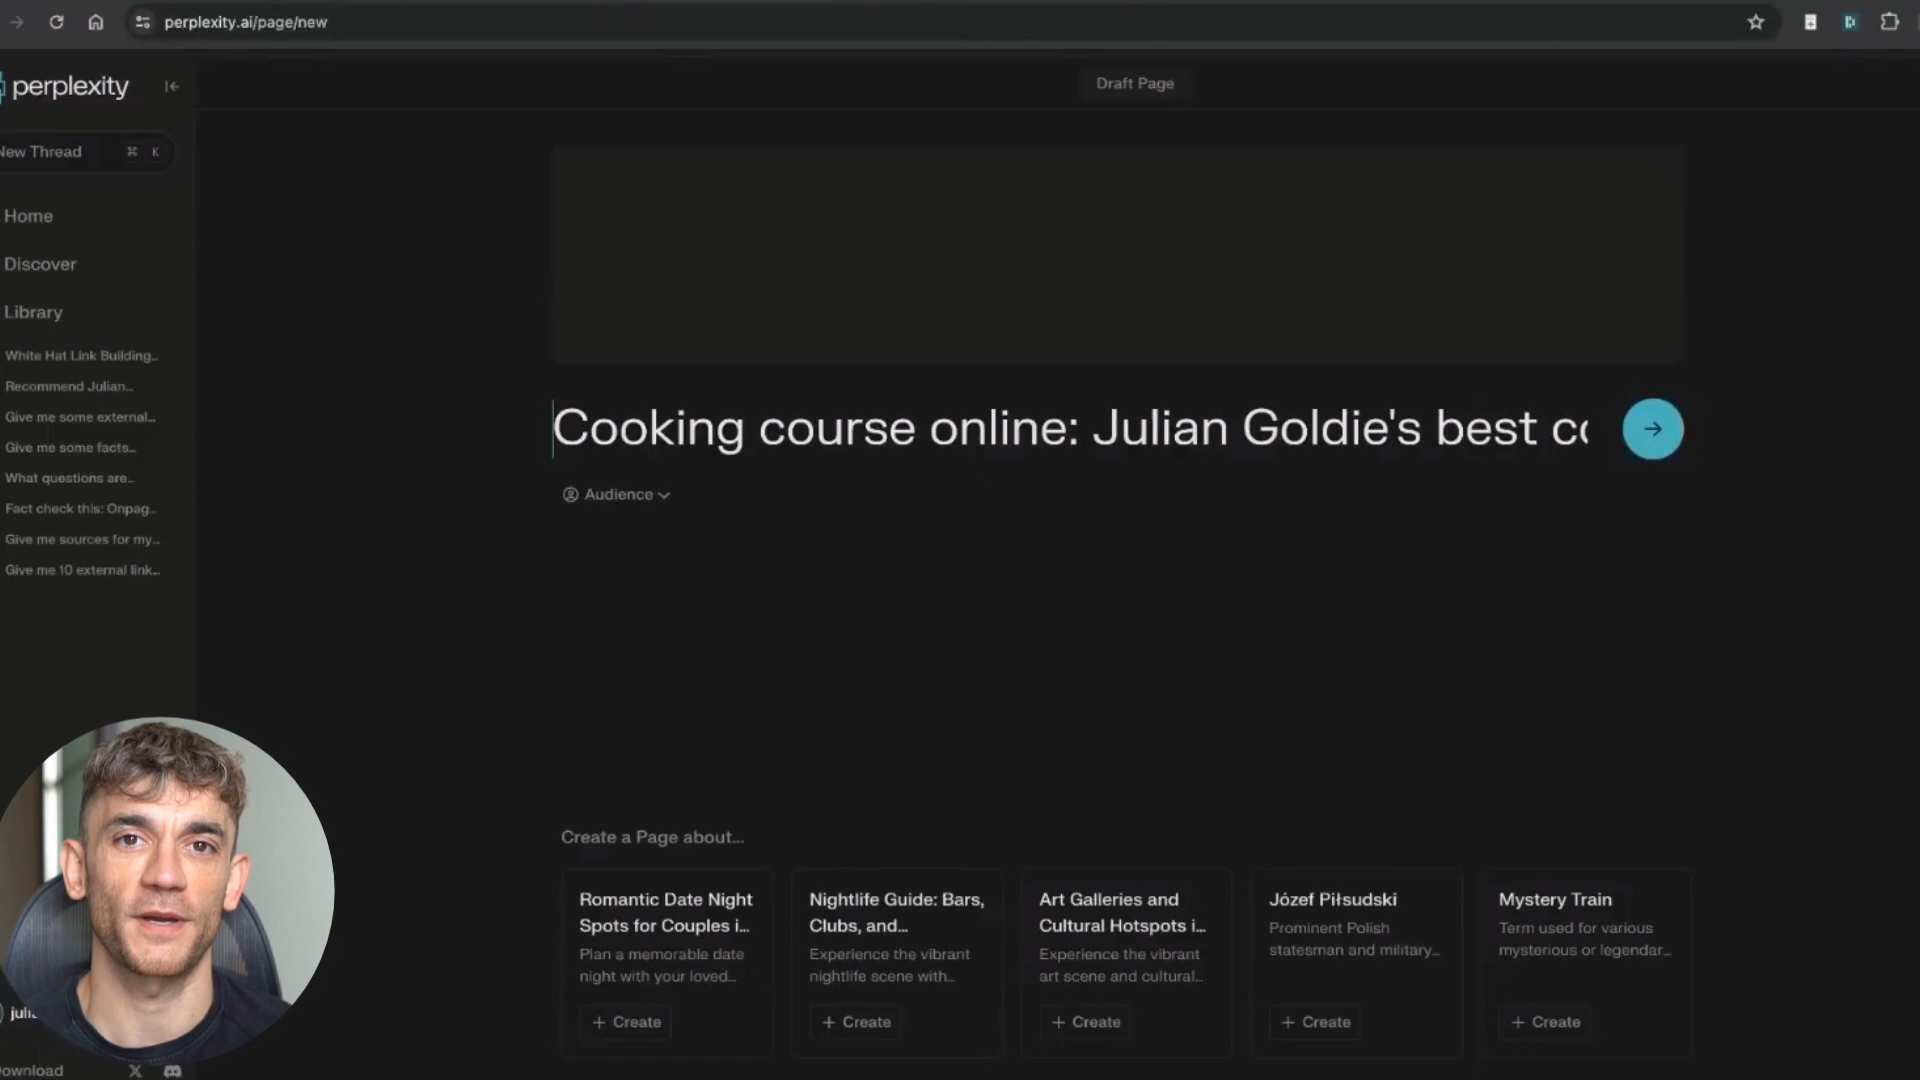 perplexity.ai/page/new
perplexity
Draft Page
New Thread ⌘ K
Home
Discover
Library
White Hat Link Building...
Recommend Julian...
Give me some external...
Give me some facts...
What questions are...
Fact check this: Onpag...
Give me sources for my...
Give me 10 external link...
Cooking course online: Julian Goldie's best co
Audience
Create a Page about...
Romantic Date Night
Spots for Couples i...
Plan a memorable date
night with your loved...
+ Create
Nightlife Guide: Bars,
Clubs, and...
Experience the vibrant
nightlife scene with...
+ Create
Art Galleries and
Cultural Hotspots i...
Experience the vibrant
art scene and cultural...
+ Create
Józef Piłsudski
Prominent Polish
statesman and military...
+ Create
Mystery Train
Term used for various
mysterious or legendar...
+ Create
juli
ownload